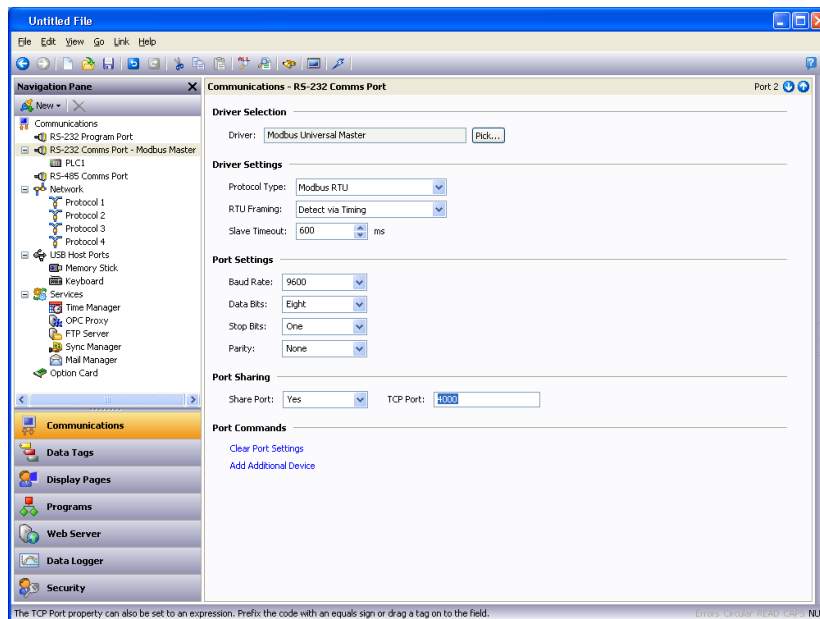 Untitled File
File Edit View Go Link Help
Navigation Pane
New
Communications
RS-232 Program Port
RS-232 Comms Port - Modbus Master
PLC1
RS-485 Comms Port
Network
Protocol 1
Protocol 2
Protocol 3
Protocol 4
USB Host Ports
Memory Stick
Keyboard
Services
Time Manager
OPC Proxy
FTP Server
Sync Manager
Mail Manager
Option Card
Communications
Data Tags
Display Pages
Programs
Web Server
Data Logger
Security
Communications - RS-232 Comms Port Port 2
Driver Selection
Driver: Modbus Universal Master Pick...
Driver Settings
Protocol Type: Modbus RTU
RTU Framing: Detect via Timing
Slave Timeout: 600 ms
Port Settings
Baud Rate: 9600
Data Bits: Eight
Stop Bits: One
Parity: None
Port Sharing
Share Port: Yes TCP Port: 4000
Port Commands
Clear Port Settings
Add Additional Device
The TCP Port property can also be set to an expression. Prefix the code with an equals sign or drag a tag on to the field. Errors Circular READ CAPS NU